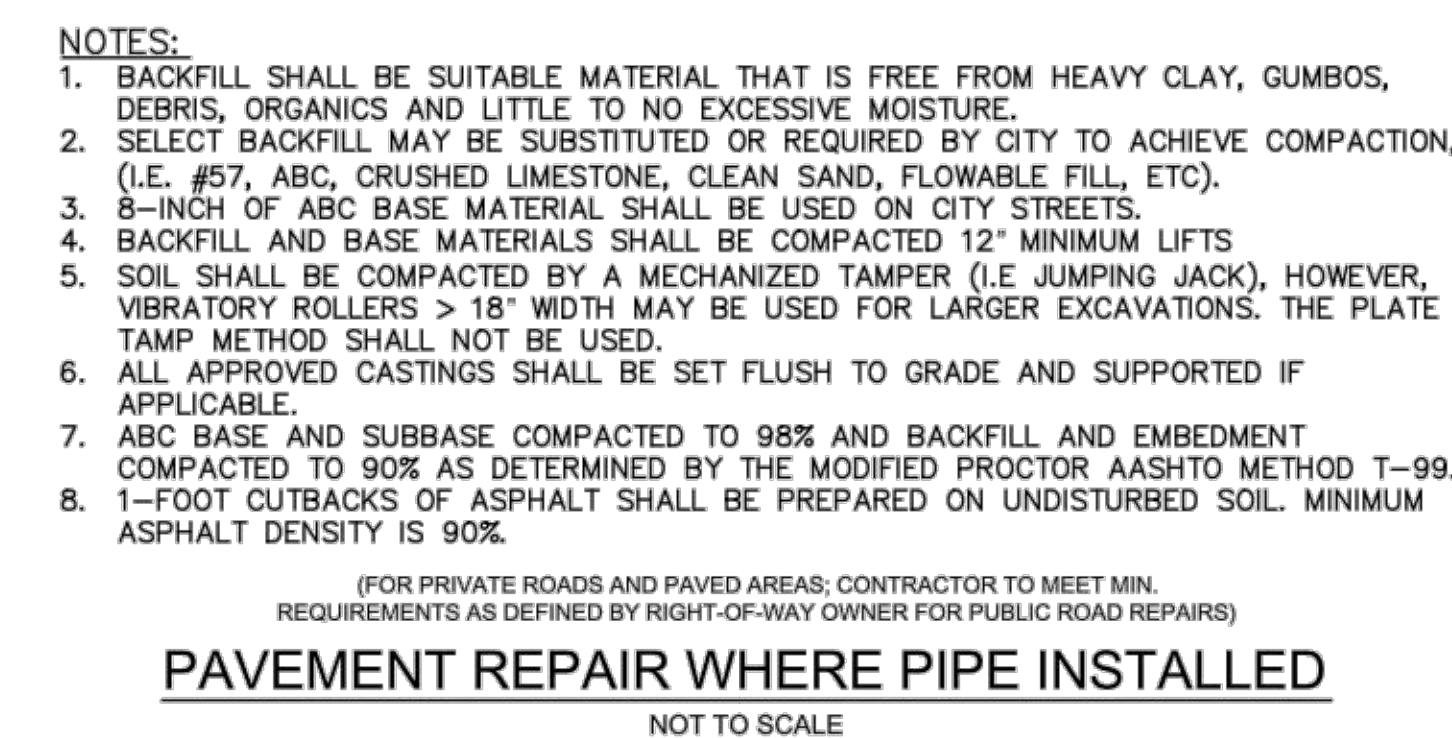 NOTES:
1. BACKFILL SHALL BE SUITABLE MATERIAL THAT IS FREE FROM HEAVY CLAY, GUMBOS,
DEBRIS, ORGANICS AND LITTLE TO NO EXCESSIVE MOISTURE.
2. SELECT BACKFILL MAY BE SUBSTITUTED OR REQUIRED BY CITY TO ACHIEVE COMPACTION,
(I.E. #57, ABC, CRUSHED LIMESTONE, CLEAN SAND, FLOWABLE FILL, ETC).
3. 8-INCH OF ABC BASE MATERIAL SHALL BE USED ON CITY STREETS.
4. BACKFILL AND BASE MATERIALS SHALL BE COMPACTED 12" MINIMUM LIFTS
5. SOIL SHALL BE COMPACTED BY A MECHANIZED TAMPER (I.E JUMPING JACK), HOWEVER,
VIBRATORY ROLLERS > 18" WIDTH MAY BE USED FOR LARGER EXCAVATIONS. THE PLATE
TAMP METHOD SHALL NOT BE USED.
6. ALL APPROVED CASTINGS SHALL BE SET FLUSH TO GRADE AND SUPPORTED IF
APPLICABLE.
7. ABC BASE AND SUBBASE COMPACTED TO 98% AND BACKFILL AND EMBEDMENT
COMPACTED TO 90% AS DETERMINED BY THE MODIFIED PROCTOR AASHTO METHOD T-99.
8. 1-FOOT CUTBACKS OF ASPHALT SHALL BE PREPARED ON UNDISTURBED SOIL. MINIMUM
ASPHALT DENSITY IS 90%.
(FOR PRIVATE ROADS AND PAVED AREAS; CONTRACTOR TO MEET MIN.
REQUIREMENTS AS DEFINED BY RIGHT-OF-WAY OWNER FOR PUBLIC ROAD REPAIRS)
PAVEMENT REPAIR WHERE PIPE INSTALLED
NOT TO SCALE